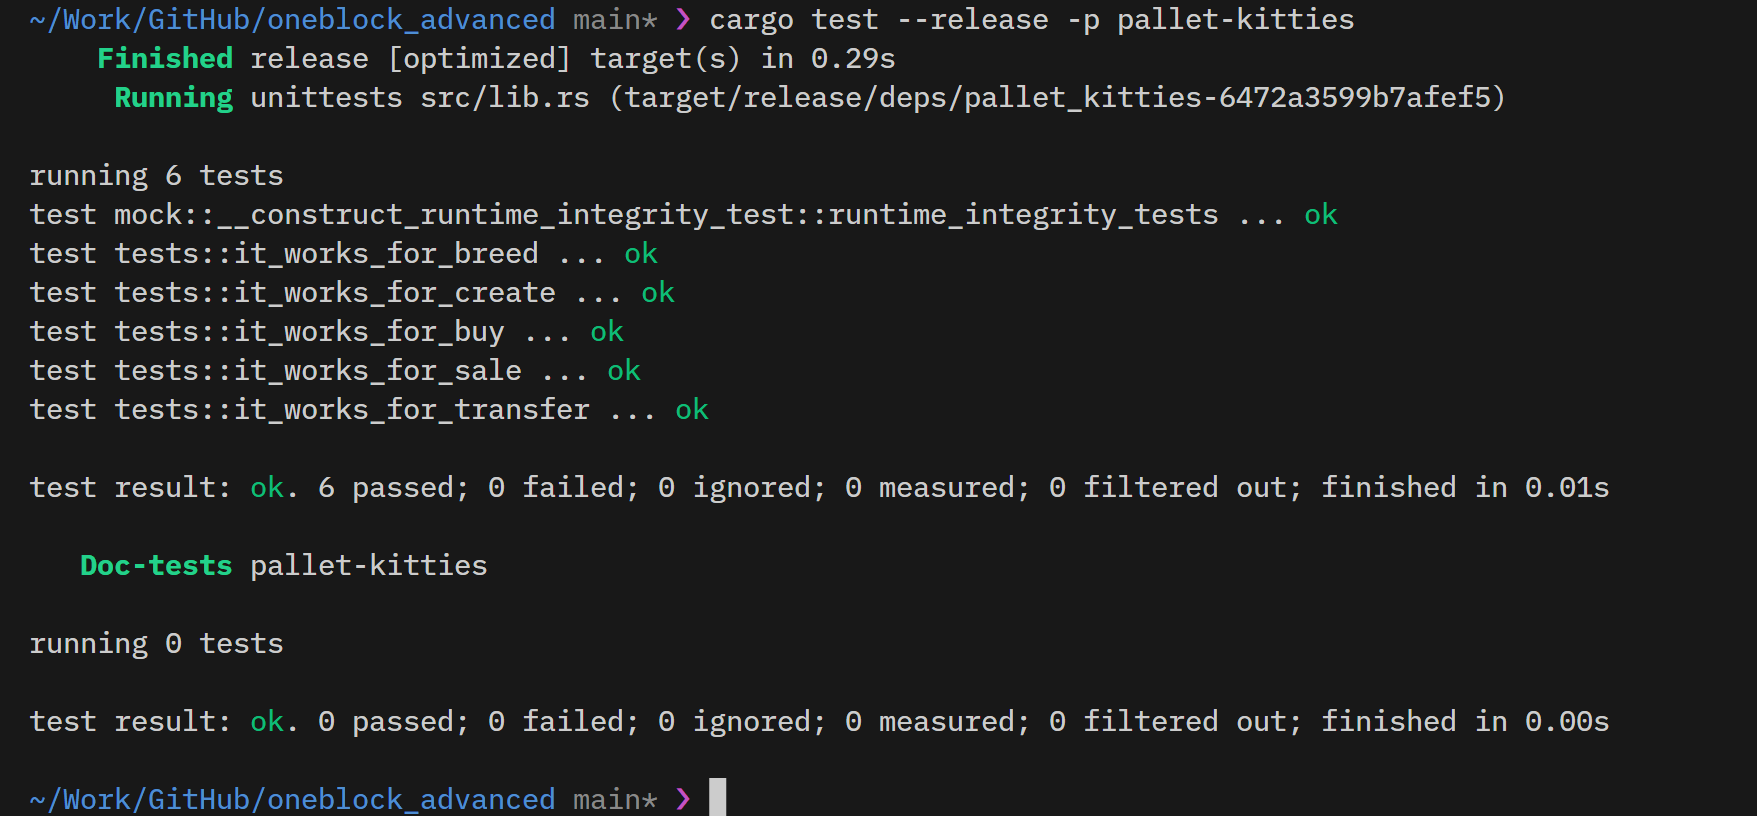 ~/Work/GitHub/oneblock_advanced main* ❯ cargo test --release -p pallet-kitties
Finished release [optimized] target(s) in 0.29s
Running unittests src/lib.rs (target/release/deps/pallet_kitties-6472a3599b7afef5)
running 6 tests
test mock::__construct_runtime_integrity_test::runtime_integrity_tests ... ok
test tests::it_works_for_breed ... ok
test tests::it_works_for_create ... ok
test tests::it_works_for_buy ... ok
test tests::it_works_for_sale ... ok
test tests::it_works_for_transfer ... ok
test result: ok. 6 passed; 0 failed; 0 ignored; 0 measured; 0 filtered out; finished in 0.01s
Doc-tests pallet-kitties
running 0 tests
test result: ok. 0 passed; 0 failed; 0 ignored; 0 measured; 0 filtered out; finished in 0.00s
~/Work/GitHub/oneblock_advanced main* ❯